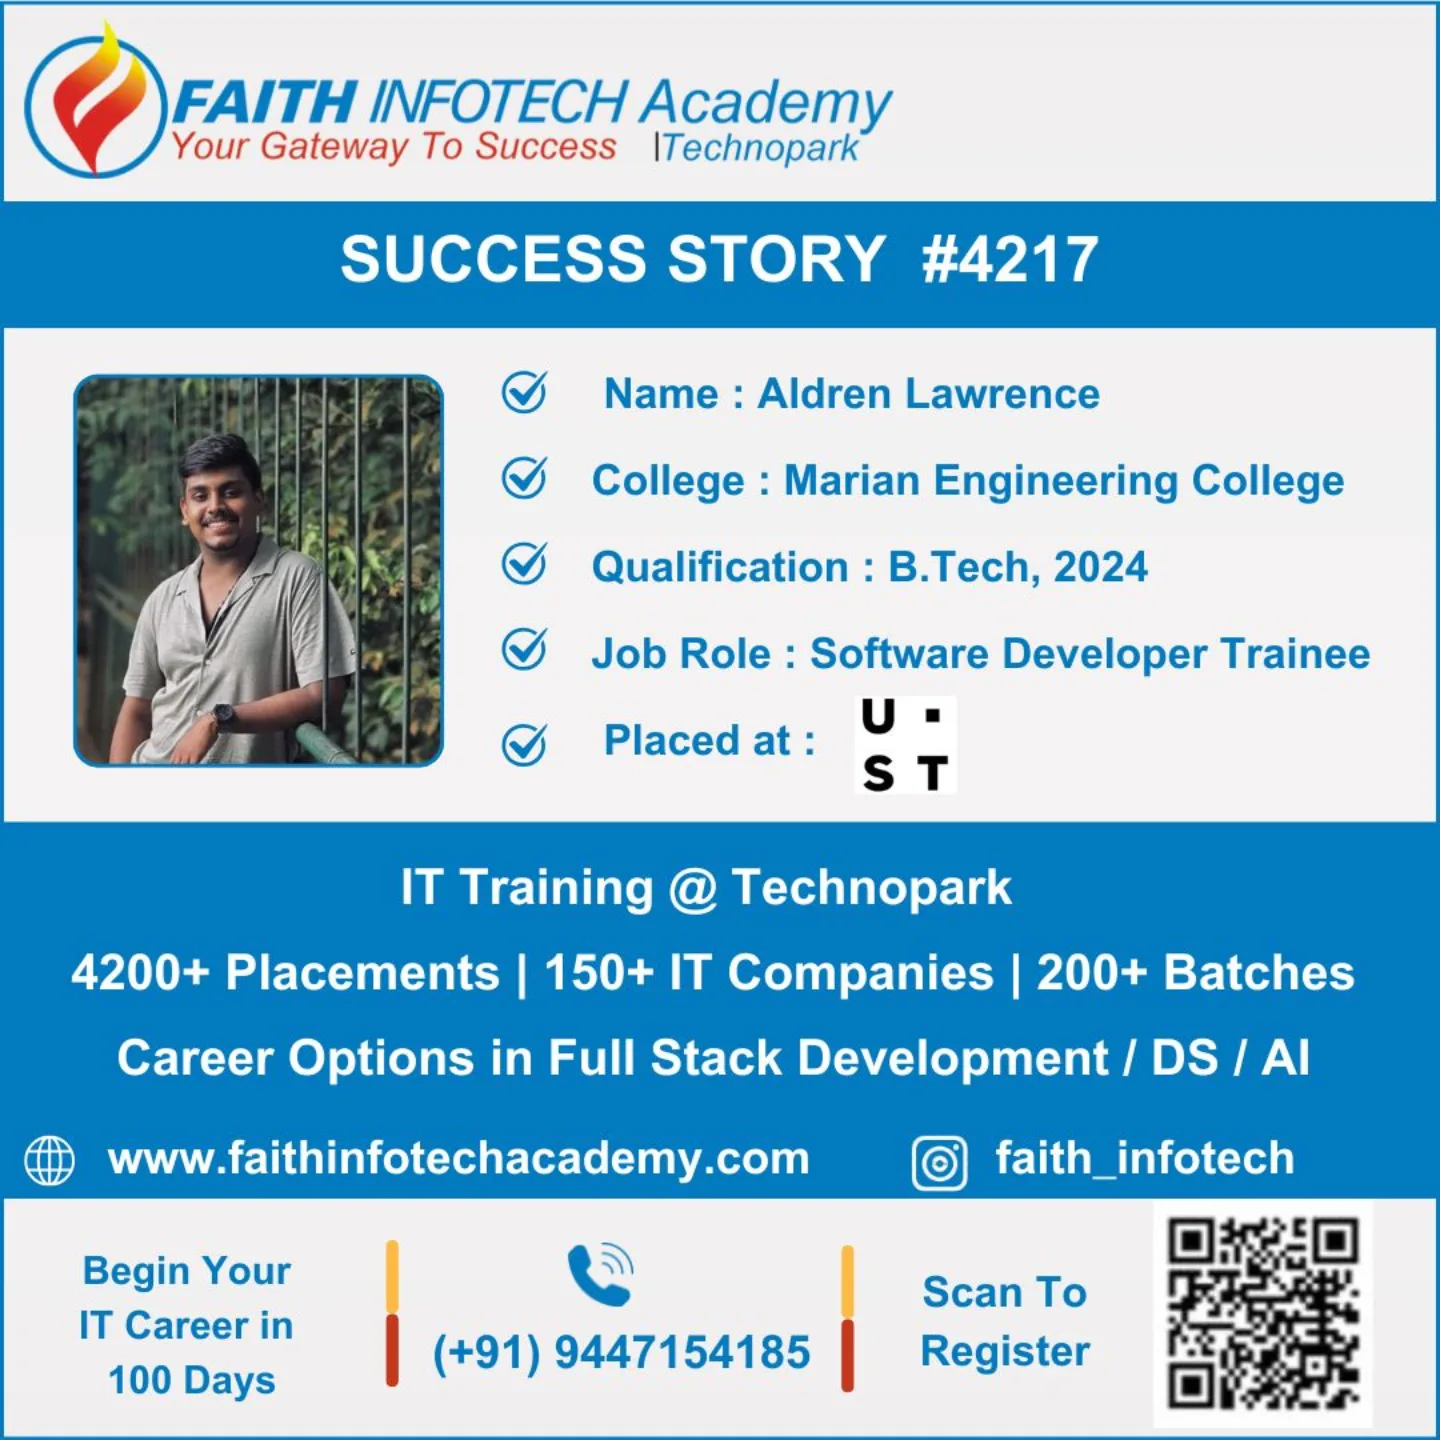 FAITH INFOTECH Academy
Your Gateway To Success |Technopark
SUCCESS STORY #4217
Name : Aldren Lawrence
College : Marian Engineering College
Qualification : B.Tech, 2024
Job Role : Software Developer Trainee
Placed at :
U ·
S T
IT Training @ Technopark
4200+ Placements | 150+ IT Companies | 200+ Batches
Career Options in Full Stack Development / DS / AI
www.faithinfotechacademy.com
faith_infotech
Begin Your
IT Career in
100 Days
(+91) 9447154185
Scan To
Register